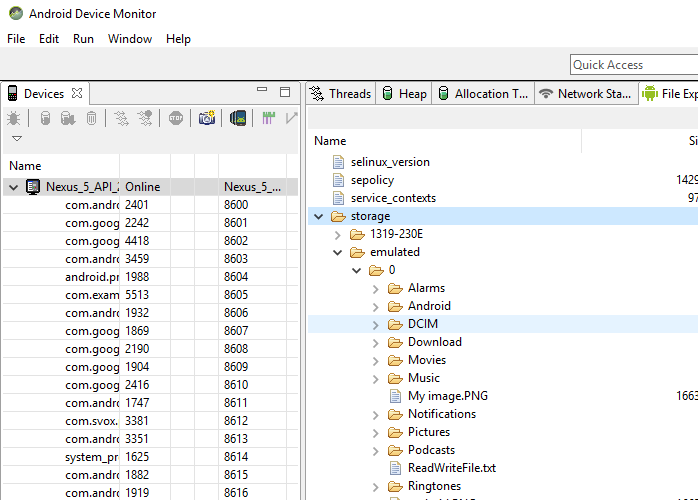 Android Device Monitor
File Edit Run Window Help
Quick Access
Devices
Threads Heap Allocation T... Network Sta... File Exp
Name
Nexus_5_API_2 Online Nexus_5_...
com.andro 2401 8600
com.goog 2242 8601
com.goog 4418 8602
com.andro 3459 8603
android.pr 1988 8604
com.exam 5513 8605
com.andro 1932 8606
com.goog 1869 8607
com.goog 2190 8608
com.goog 1904 8609
com.goog 2416 8610
com.andro 1747 8611
com.svox. 3381 8612
com.andro 3351 8613
system_pr 1625 8614
com.andro 1882 8615
com.andro 1919 8616
Name Si
selinux_version
sepolicy 1429
service_contexts 97
storage
1319-230E
emulated
0
Alarms
Android
DCIM
Download
Movies
Music
My image.PNG 1663
Notifications
Pictures
Podcasts
ReadWriteFile.txt
Ringtones